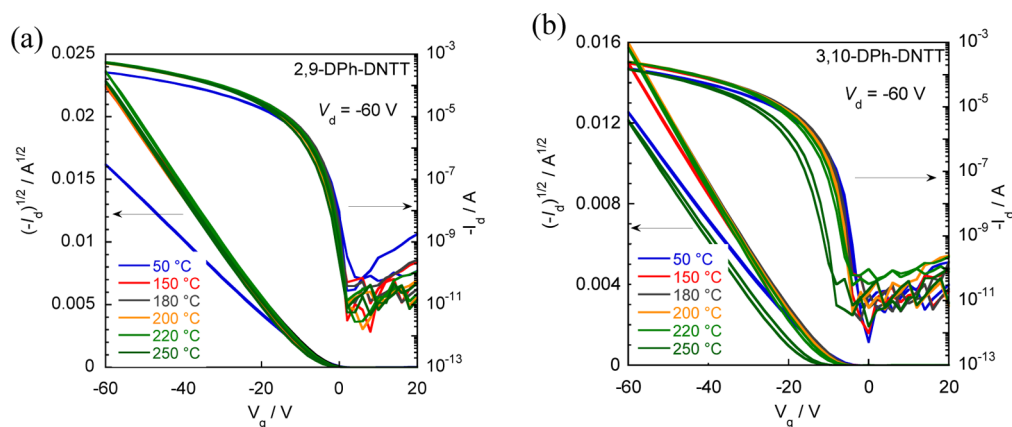 (a)
0.025
0.02
0.015
0.01
0.005
0
(-I_d)^{1/2} / A^{1/2}
2,9-DPh-DNTT
V_d = -60 V
50 °C
150 °C
180 °C
200 °C
220 °C
250 °C
10^{-3}
10^{-5}
10^{-7}
10^{-9}
10^{-11}
10^{-13}
-I_d / A
-60 -40 -20 0 20
V_g / V
(b)
0.016
0.012
0.008
0.004
0
(-I_d)^{1/2} / A^{1/2}
3,10-DPh-DNTT
V_d = -60 V
50 °C
150 °C
180 °C
200 °C
220 °C
250 °C
10^{-3}
10^{-5}
10^{-7}
10^{-9}
10^{-11}
10^{-13}
-I_d / A
-60 -40 -20 0 20
V_g / V